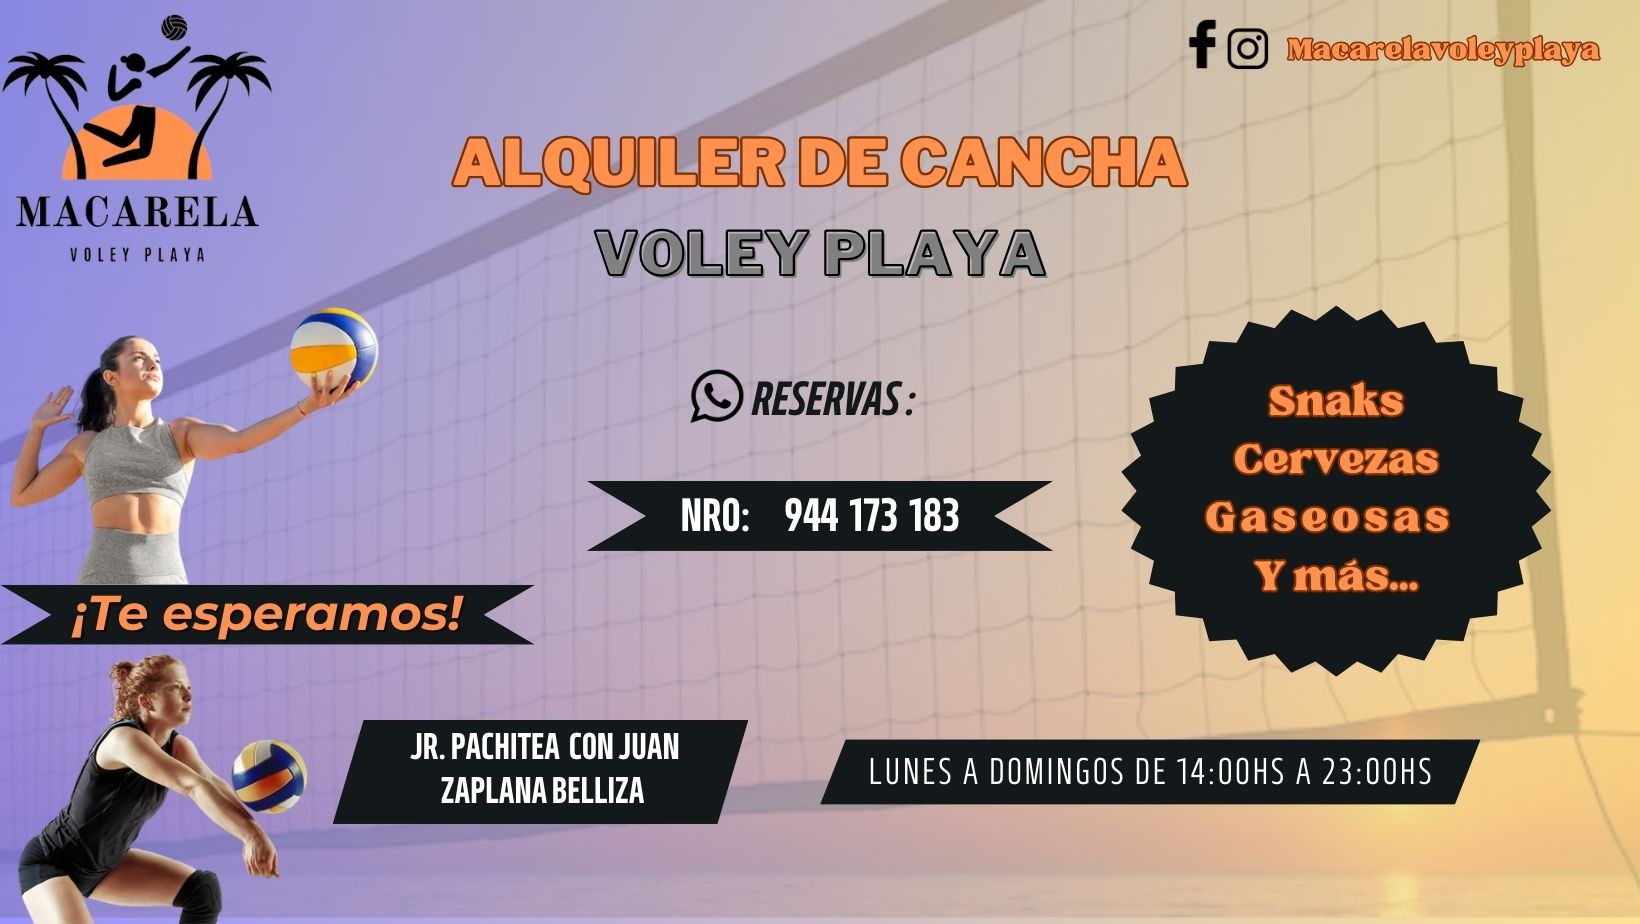 Macarelavoleyplaya
MACARELA
VOLEY PLAYA
ALQUILER DE CANCHA
VOLEY PLAYA
RESERVAS :
NRO: 944 173 183
Snaks
Cervezas
Gaseosas
Y más...
¡Te esperamos!
JR. PACHITEA CON JUAN
ZAPLANA BELLIZA
LUNES A DOMINGOS DE 14:00HS A 23:00HS